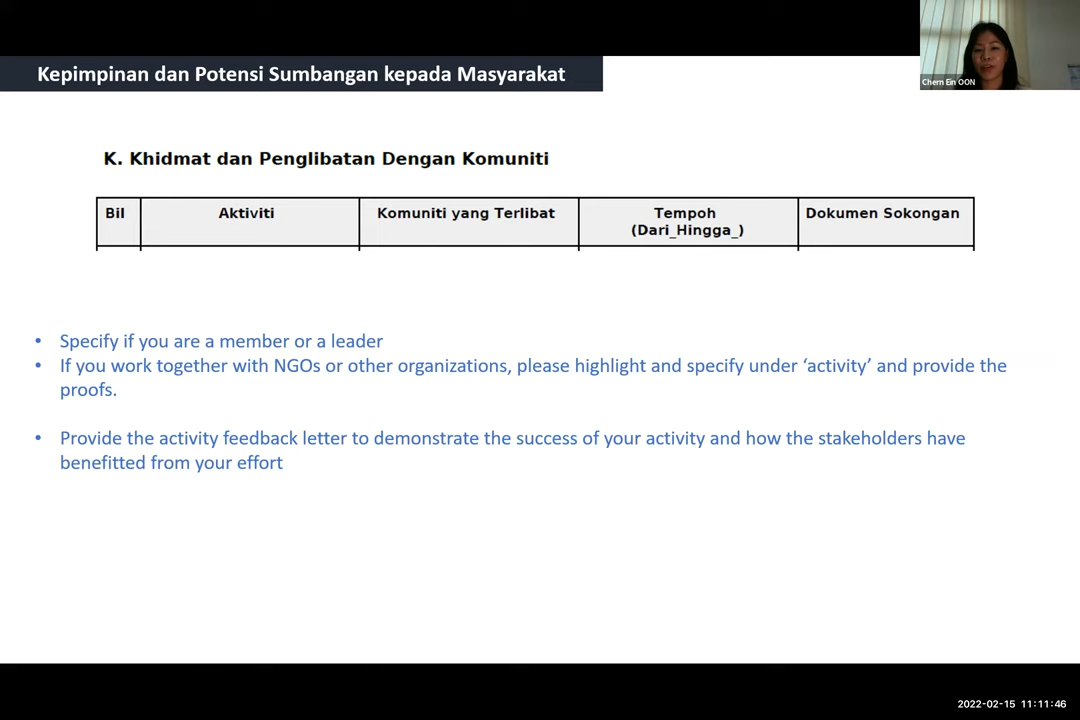 Kepimpinan dan Potensi Sumbangan kepada Masyarakat
Chern Ein OON
K. Khidmat dan Penglibatan Dengan Komuniti
Bil
Aktiviti
Komuniti yang Terlibat
Tempoh
(Dari_Hingga_)
Dokumen Sokongan
• Specify if you are a member or a leader
• If you work together with NGOs or other organizations, please highlight and specify under ‘activity’ and provide the
proofs.
• Provide the activity feedback letter to demonstrate the success of your activity and how the stakeholders have
benefitted from your effort
2022-02-15 11:11:46